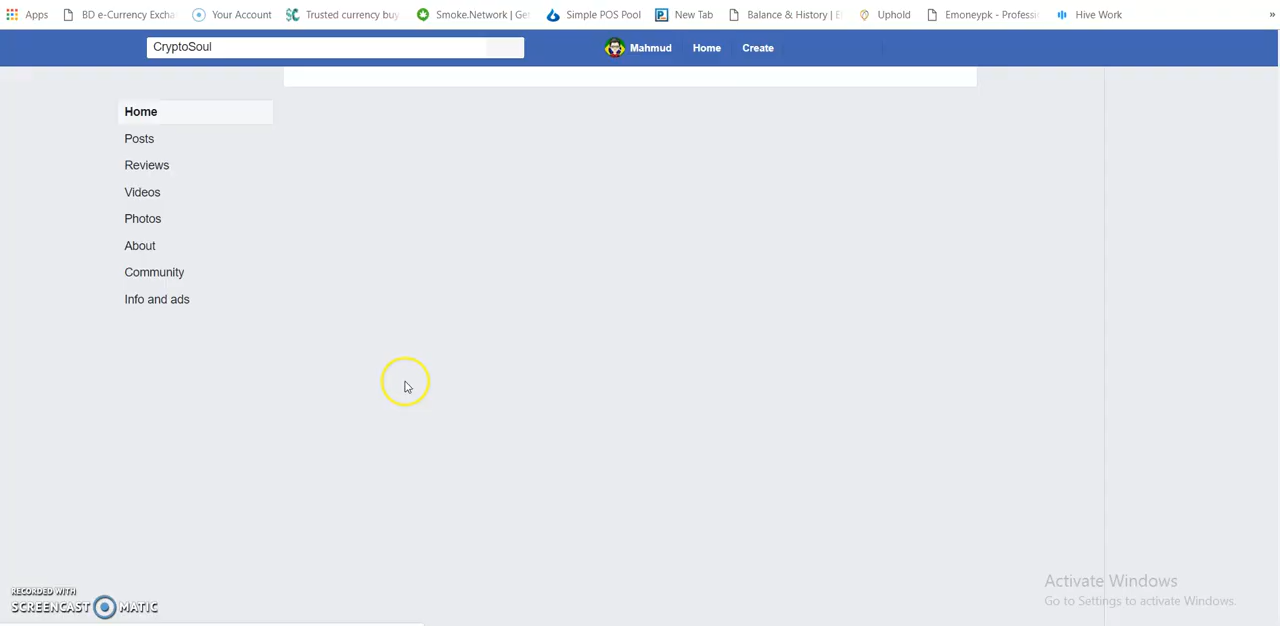 Apps BD e-Currency Excha Your Account Trusted currency buy Smoke.Network | Get Simple POS Pool New Tab Balance & History | E Uphold Emoneypk - Professi Hive Work »
CryptoSoul Mahmud Home Create
Home
Posts
Reviews
Videos
Photos
About
Community
Info and ads
Activate Windows
Go to Settings to activate Windows.
RECORDED WITH
SCREENCAST MATIC